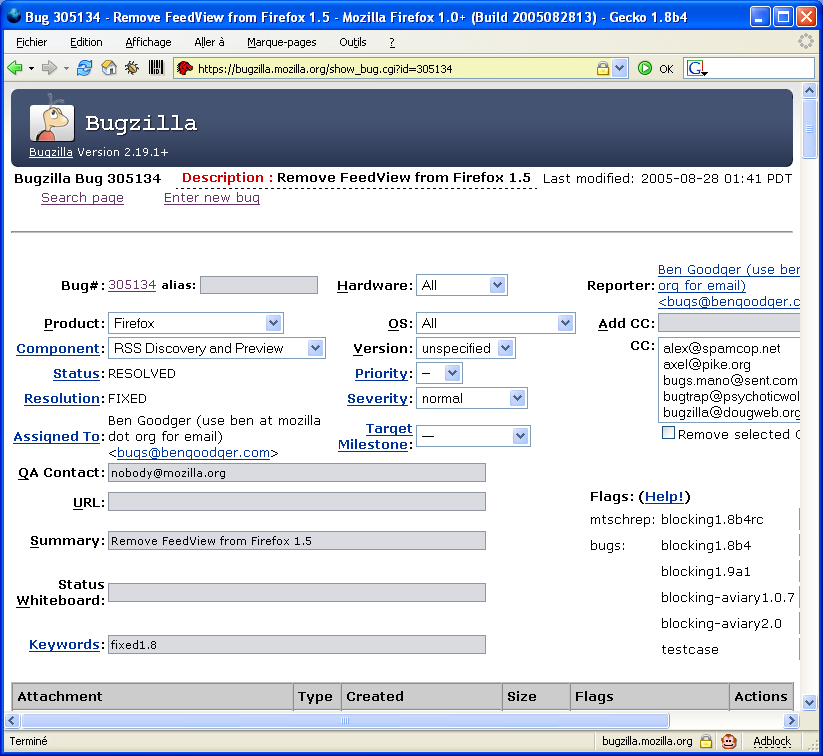 Bug 305134 - Remove FeedView from Firefox 1.5 - Mozilla Firefox 1.0+ (Build 2005082813) - Gecko 1.8b4
Fichier Edition Affichage Aller à Marque-pages Outils ?
https://bugzilla.mozilla.org/show_bug.cgi?id=305134 OK G
Bugzilla
Bugzilla Version 2.19.1+
Bugzilla Bug 305134 Description : Remove FeedView from Firefox 1.5 Last modified: 2005-08-28 01:41 PDT
Search page Enter new bug
Bug#: 305134 alias: Hardware: All Reporter: Ben Goodger (use ben
org for email)
<bugs@bengoodger.c
Product: Firefox OS: All Add CC:
Component: RSS Discovery and Preview Version: unspecified CC: alex@spamcop.net
axel@pike.org
bugs.mano@sent.com
bugtrap@psychoticwol
bugzilla@dougweb.org
Status: RESOLVED Priority: --
Resolution: FIXED Severity: normal
Assigned To: Ben Goodger (use ben at mozilla
dot org for email)
<bugs@bengoodger.com>
Target
Milestone: ---
Remove selected C
QA Contact: nobody@mozilla.org
URL:
Summary: Remove FeedView from Firefox 1.5
Status
Whiteboard:
Keywords: fixed1.8
Flags: (Help!)
mtschrep: blocking1.8b4rc
bugs: blocking1.8b4
blocking1.9a1
blocking-aviary1.0.7
blocking-aviary2.0
testcase
Attachment Type Created Size Flags Actions
Terminé bugzilla.mozilla.org Adblock